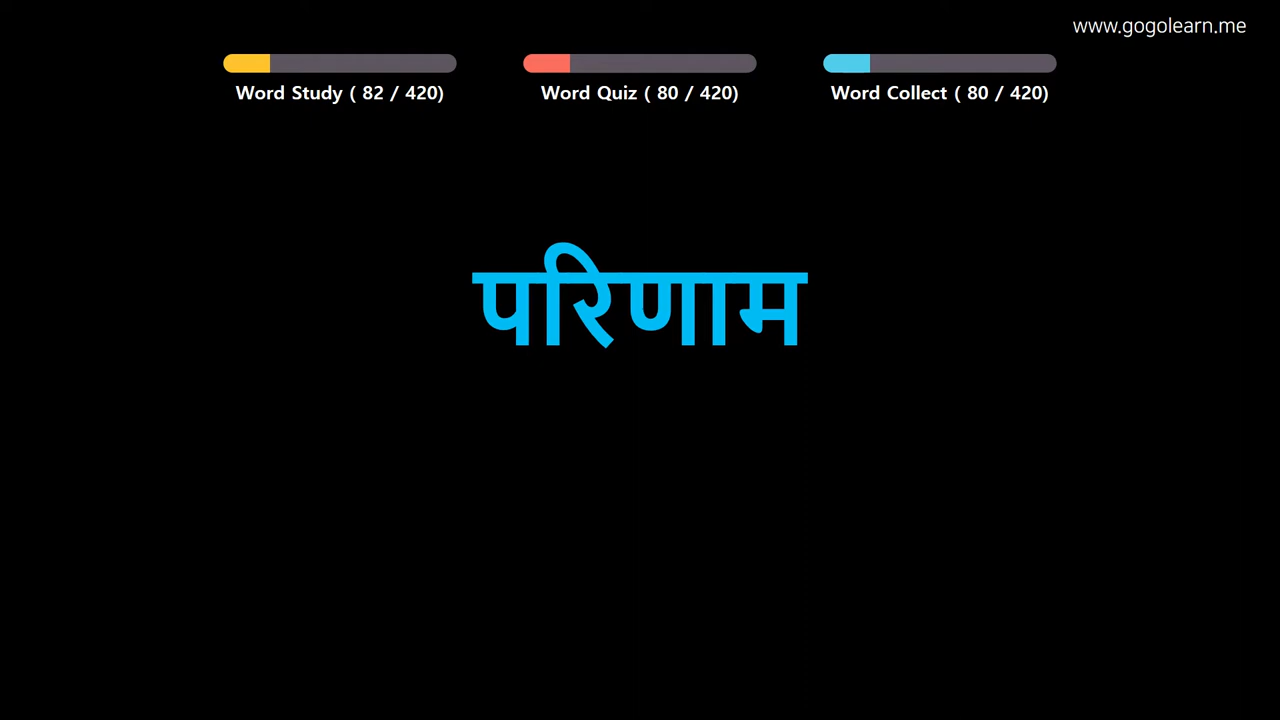 www.gogolearn.me
Word Study ( 82 / 420)
Word Quiz ( 80 / 420)
Word Collect ( 80 / 420)
परिणाम